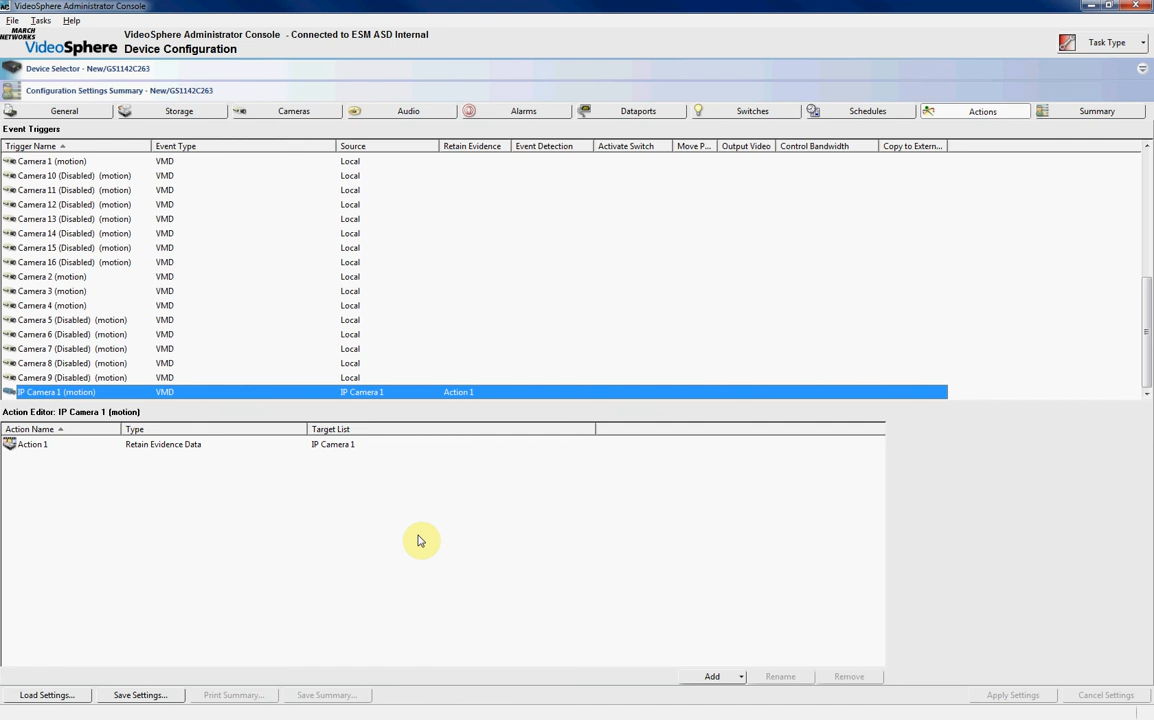 VideoSphere Administrator Console
File Tasks Help
MARCH NETWORKS
VideoSphere
VideoSphere Administrator Console - Connected to ESM ASD Internal
Device Configuration
Task Type
Device Selector - New/GS1142C263
Configuration Settings Summary - New/GS1142C263
General Storage Cameras Audio Alarms Dataports Switches Schedules Actions Summary
Event Triggers
Trigger Name Event Type Source Retain Evidence Event Detection Activate Switch Move P... Output Video Control Bandwidth Copy to Extern...
Camera 1 (motion) VMD Local
Camera 10 (Disabled) (motion) VMD Local
Camera 11 (Disabled) (motion) VMD Local
Camera 12 (Disabled) (motion) VMD Local
Camera 13 (Disabled) (motion) VMD Local
Camera 14 (Disabled) (motion) VMD Local
Camera 15 (Disabled) (motion) VMD Local
Camera 16 (Disabled) (motion) VMD Local
Camera 2 (motion) VMD Local
Camera 3 (motion) VMD Local
Camera 4 (motion) VMD Local
Camera 5 (Disabled) (motion) VMD Local
Camera 6 (Disabled) (motion) VMD Local
Camera 7 (Disabled) (motion) VMD Local
Camera 8 (Disabled) (motion) VMD Local
Camera 9 (Disabled) (motion) VMD Local
IP Camera 1 (motion) VMD IP Camera 1 Action 1
Action Editor: IP Camera 1 (motion)
Action Name Type Target List
Action 1 Retain Evidence Data IP Camera 1
Add Rename Remove
Load Settings... Save Settings... Print Summary... Save Summary... Apply Settings Cancel Settings